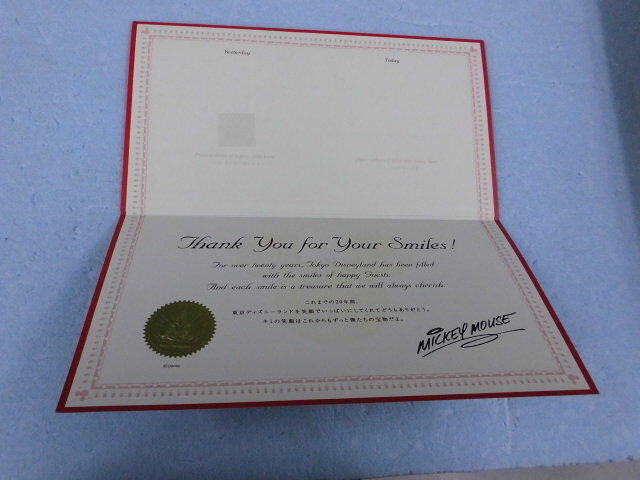 Yesterday
Today
Thank You for Your Smiles!
For over twenty years, Tokyo Disneyland has been filled
with the smiles of happy Guests.
And each smile is a treasure that we will always cherish.
これまでの20年間、
東京ディズニーランドを笑顔でいっぱいにしてくれてどうもありがとう。
キミの笑顔はこれからもずっと僕たちの宝物だよ。
MICKEY MOUSE
© Disney